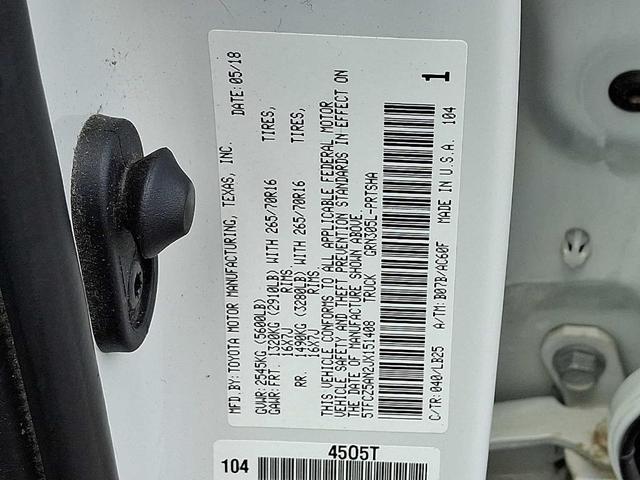 MFD.BY:TOYOTA MOTOR MANUFACTURING, TEXAS, INC. DATE:05/18
GVWR:2545KG(5600LB)
GAWR:FRT. 1320KG(2910LB)WITH 265/70R16 TIRES,
16X7J RIMS.
RR. 1490KG(3280LB)WITH 265/70R16 TIRES,
16X7J RIMS.
THIS VEHICLE CONFORMS TO ALL APPLICABLE FEDERAL MOTOR
VEHICLE SAFETY AND THEFT PREVENTION STANDARDS IN EFFECT ON
THE DATE OF MANUFACTURE SHOWN ABOVE.
5TFCZ5AN2JX151408 TRUCK GRN305L-PRTSHA
1
C/TR:040/LB25 A/TM:B07B/AC60F MADE IN U.S.A. 104
4505T
104